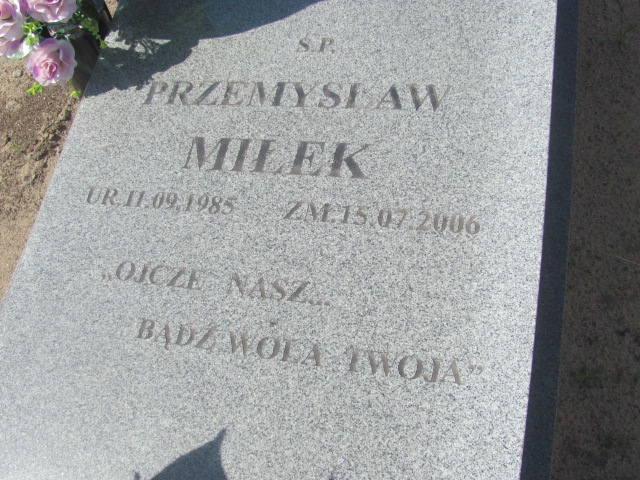 S.P.
PRZEMYSŁAW
MIŁEK
UR.11.09.1985 ZM.15.07.2006
„OJCZE NASZ...
BĄDŹ WOLA TWOJA”